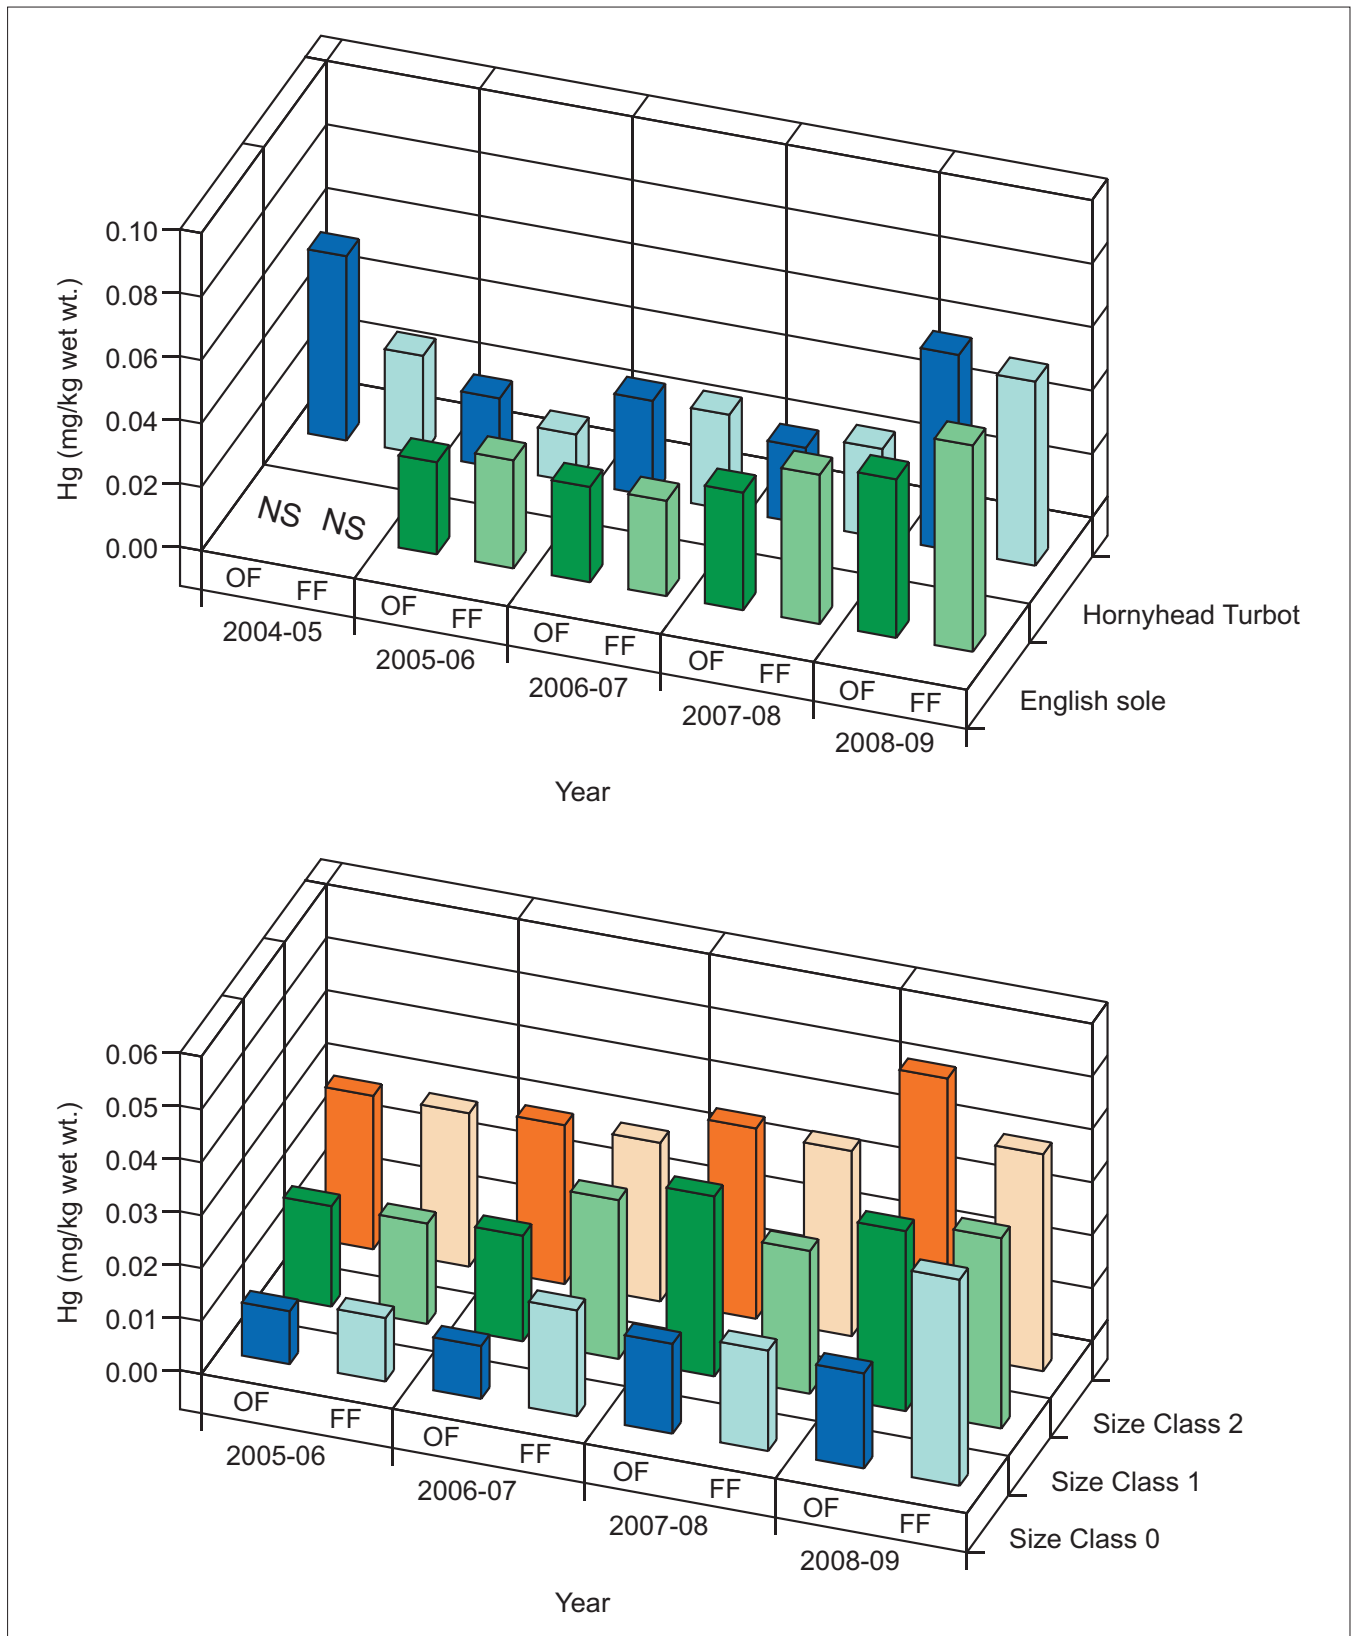 0.10
0.08
0.06
0.04
0.02
0.00
Hg (mg/kg wet wt.)
NS NS
OF FF OF FF OF FF OF FF OF FF
2004-05 2005-06 2006-07 2007-08 2008-09
Hornyhead Turbot
English sole
Year
0.06
0.05
0.04
0.03
0.02
0.01
0.00
Hg (mg/kg wet wt.)
OF FF OF FF OF FF OF FF
2005-06 2006-07 2007-08 2008-09
Size Class 2
Size Class 1
Size Class 0
Year